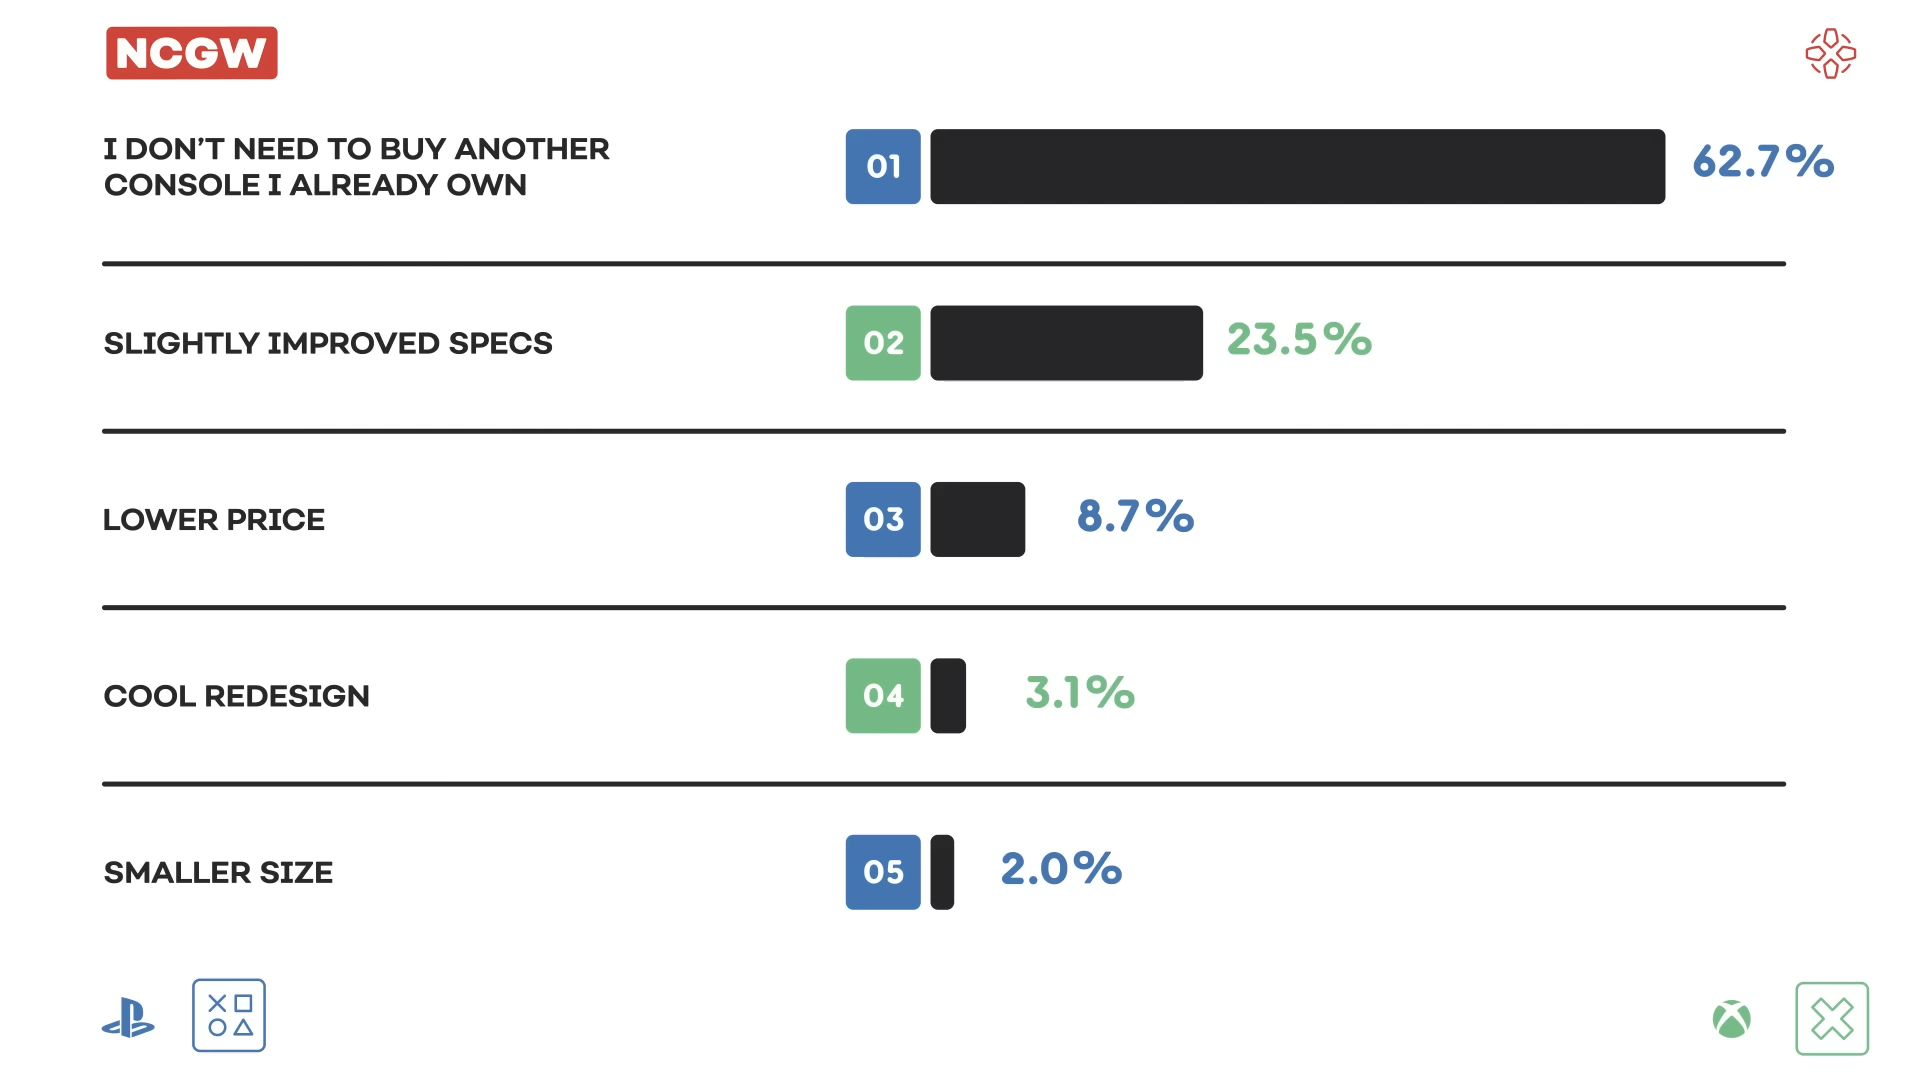 NCGW
I DON’T NEED TO BUY ANOTHER
CONSOLE I ALREADY OWN
01
62.7%
SLIGHTLY IMPROVED SPECS
02
23.5%
LOWER PRICE
03
8.7%
COOL REDESIGN
04
3.1%
SMALLER SIZE
05
2.0%